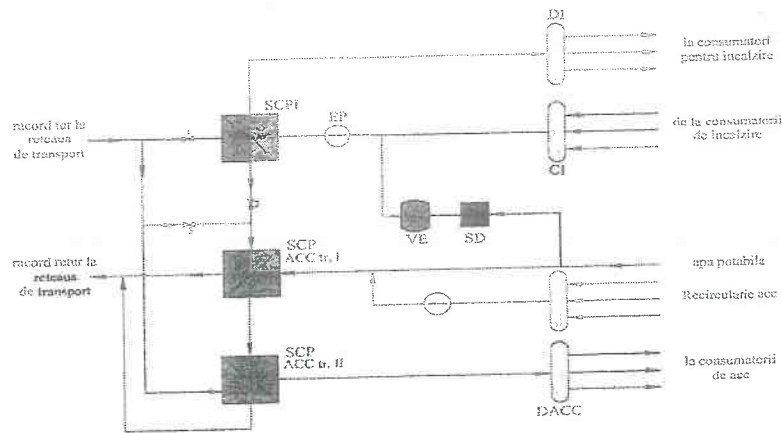 DI
la consumatori
pentru incalzire
SCPI
EP
racord tur la
reteaua
de transport
de la consumatorii
de incalzire
CI
VE
SD
SCP
ACC tr. I
racord retur la
reteaua
de transport
apa potabila
Recirculare acc
SCP
ACC tr. II
la consumatorii
de acc
DACC